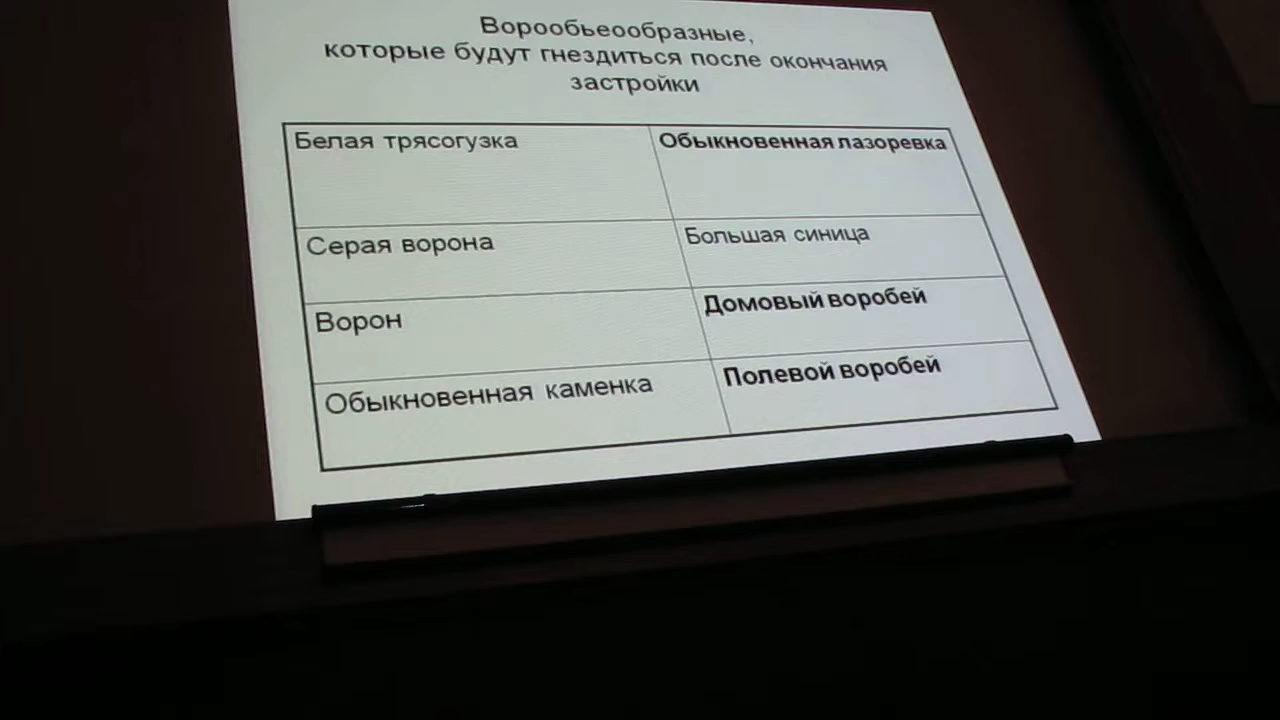 Ворообьеообразные,
которые будут гнездиться после окончания
застройки
Белая трясогузка
Обыкновенная лазоревка
Серая ворона
Большая синица
Ворон
Домовый воробей
Обыкновенная каменка
Полевой воробей